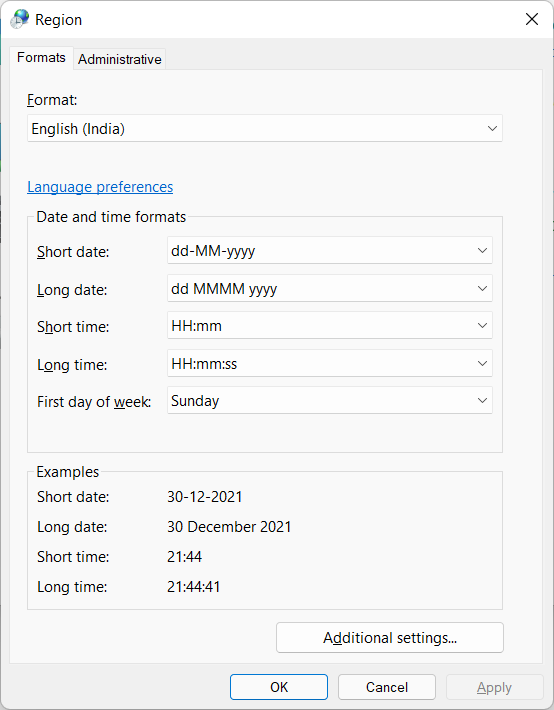 Region
Formats Administrative
Format:
English (India)
Language preferences
Date and time formats
Short date: dd-MM-yyyy
Long date: dd MMMM yyyy
Short time: HH:mm
Long time: HH:mm:ss
First day of week: Sunday
Examples
Short date: 30-12-2021
Long date: 30 December 2021
Short time: 21:44
Long time: 21:44:41
Additional settings...
OK Cancel Apply